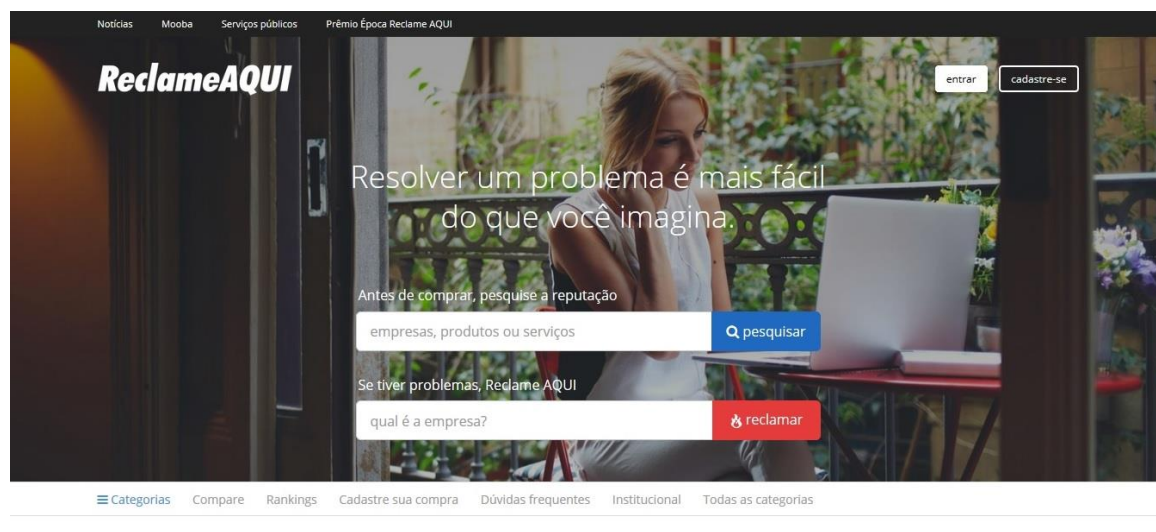 Notícias Mooba Serviços públicos Prêmio Época Reclame AQUI
ReclameAQUI
entrar cadastre-se
Resolver um problema é mais fácil
do que você imagina.
Antes de comprar, pesquise a reputação
empresas, produtos ou serviços pesquisar
Se tiver problemas, Reclame AQUI
qual é a empresa? reclamar
Categorias Compare Rankings Cadastre sua compra Dúvidas frequentes Institucional Todas as categorias